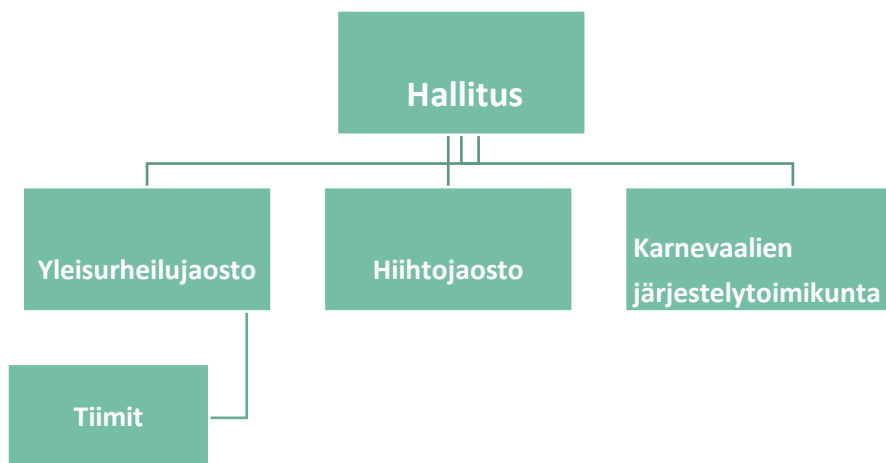 Hallitus
Yleisurheilujaosto
Hiihtojaosto
Karnevaalien
järjestelytoimikunta
Tiimit